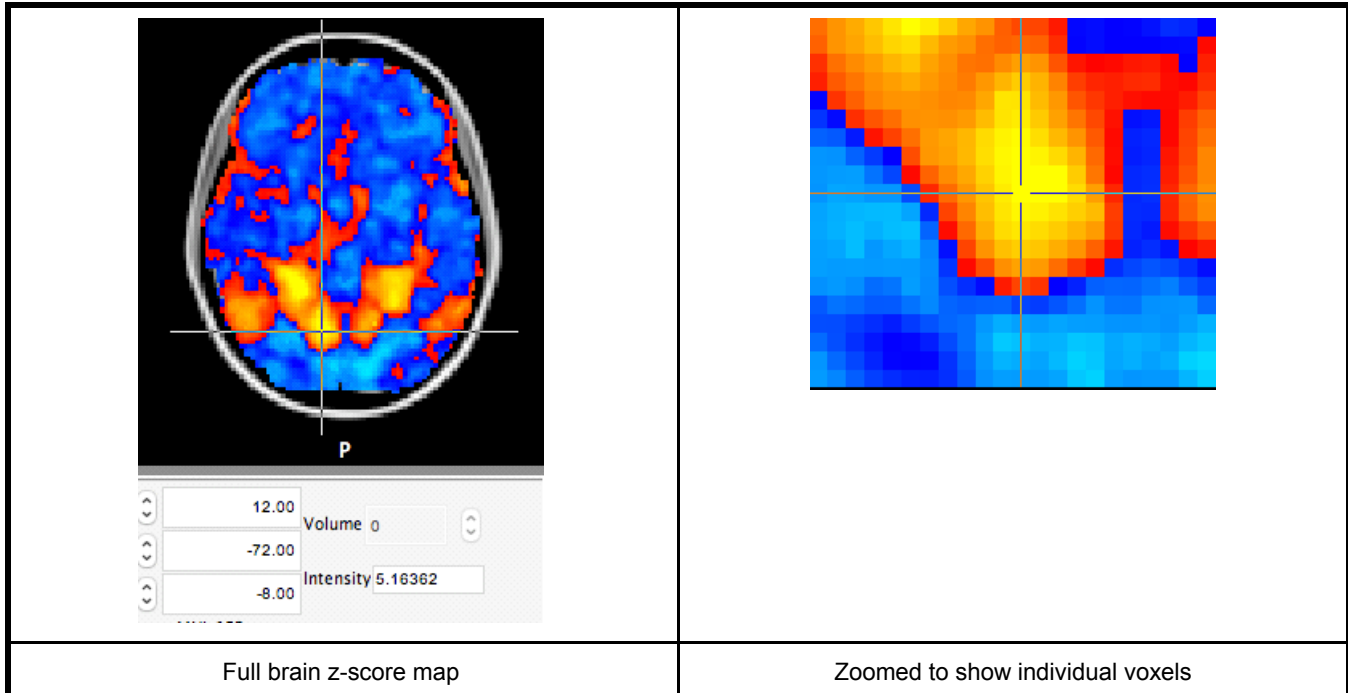 P
12.00
Volume 0
-72.00
Intensity 5.16362
-8.00
Full brain z-score map
Zoomed to show individual voxels